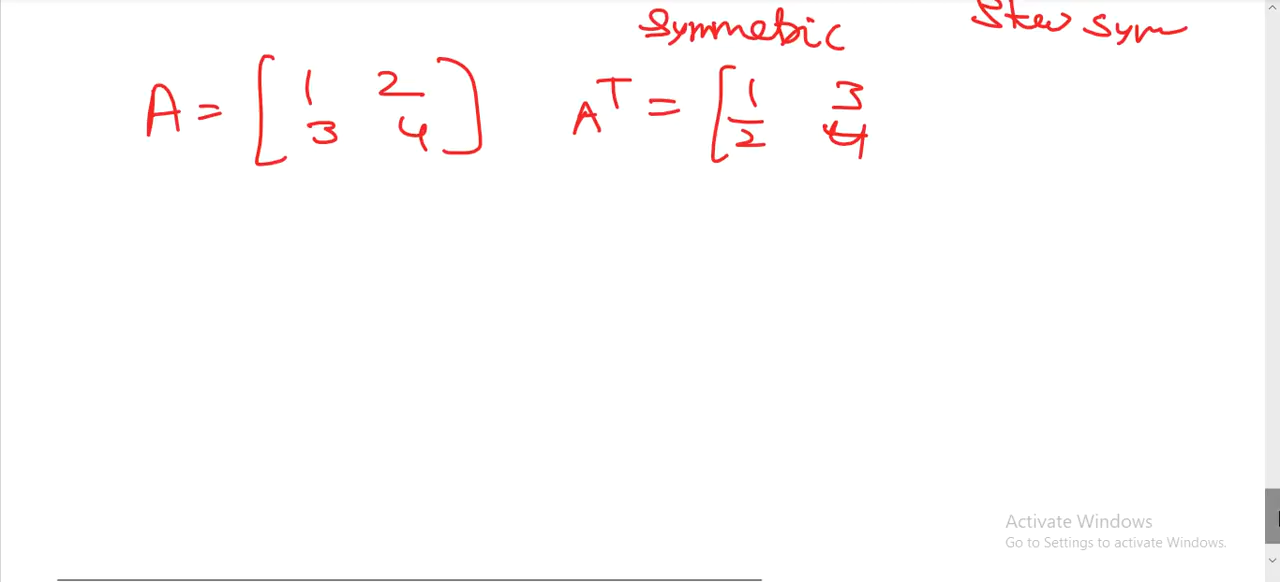 Symmetric Skew sym
A = [ 1 2 ] A^T = [ 1 3
3 4 2 4
Activate Windows
Go to Settings to activate Windows.